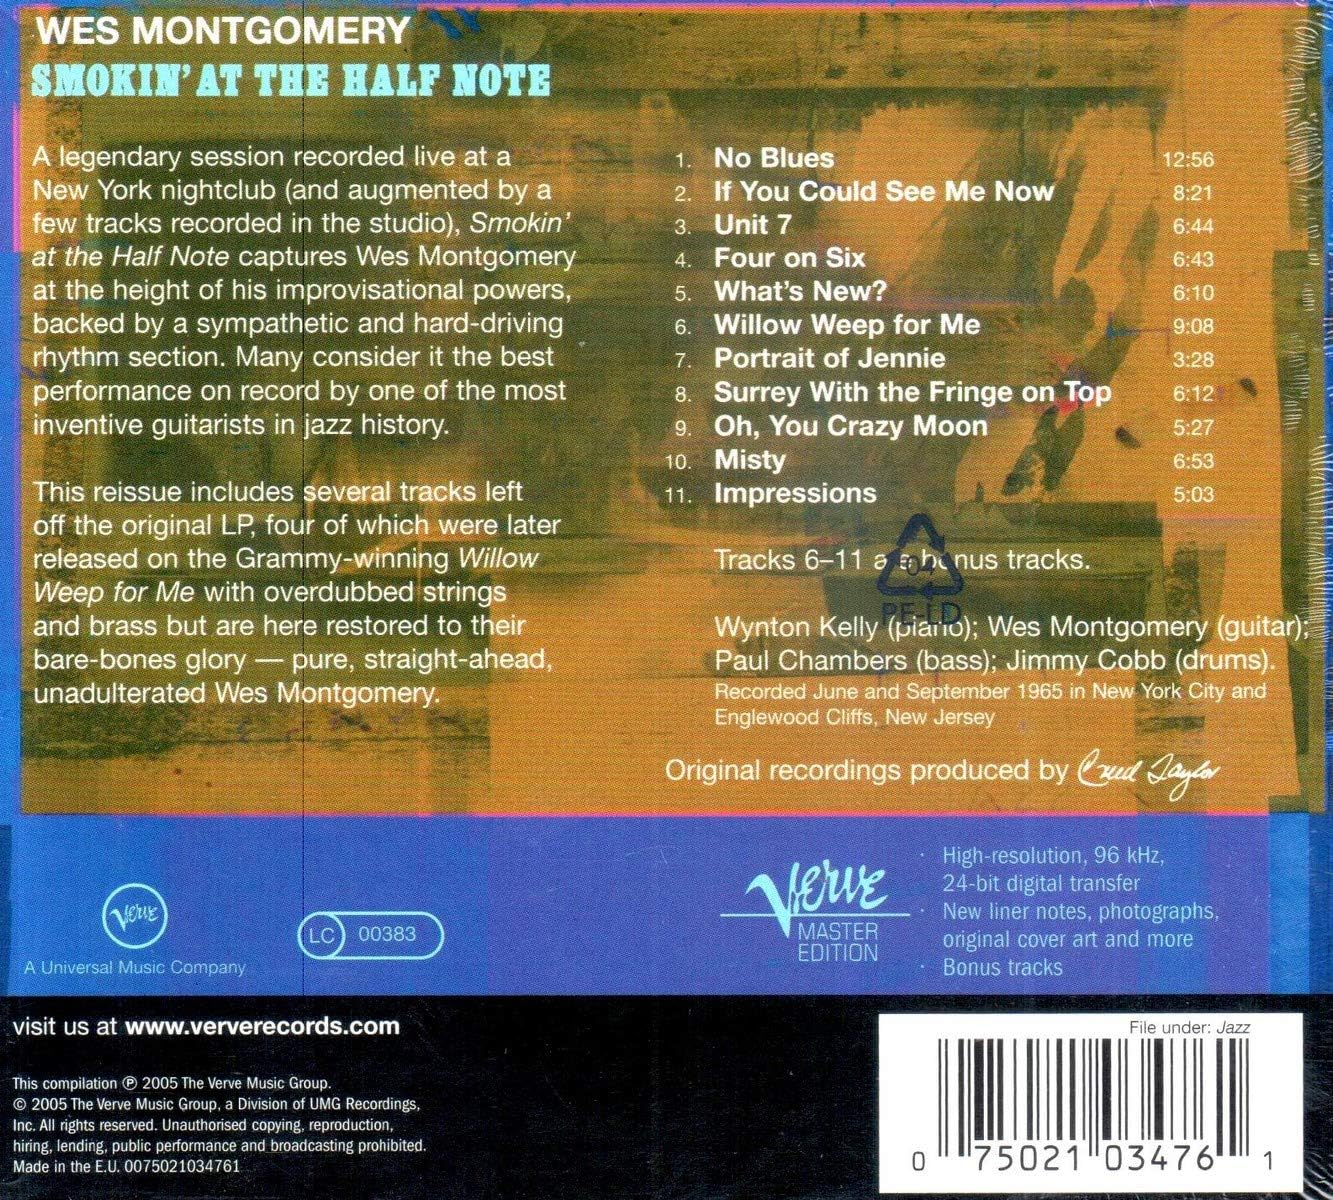 WES MONTGOMERY
SMOKIN' AT THE HALF NOTE
A legendary session recorded live at a
New York nightclub (and augmented by a
few tracks recorded in the studio), Smokin'
at the Half Note captures Wes Montgomery
at the height of his improvisational powers,
backed by a sympathetic and hard-driving
rhythm section. Many consider it the best
performance on record by one of the most
inventive guitarists in jazz history.
This reissue includes several tracks left
off the original LP, four of which were later
released on the Grammy-winning Willow
Weep for Me with overdubbed strings
and brass but are here restored to their
bare-bones glory — pure, straight-ahead,
unadulterated Wes Montgomery.
1. No Blues 12:56
2. If You Could See Me Now 8:21
3. Unit 7 6:44
4. Four on Six 6:43
5. What's New? 6:10
6. Willow Weep for Me 9:08
7. Portrait of Jennie 3:28
8. Surrey With the Fringe on Top 6:12
9. Oh, You Crazy Moon 5:27
10. Misty 6:53
11. Impressions 5:03
Tracks 6–11 are bonus tracks.
04
PE-LD
Wynton Kelly (piano); Wes Montgomery (guitar);
Paul Chambers (bass); Jimmy Cobb (drums).
Recorded June and September 1965 in New York City and
Englewood Cliffs, New Jersey
Original recordings produced by Creed Taylor
Verve
A Universal Music Company
LC 00383
Verve
MASTER
EDITION
· High-resolution, 96 kHz,
24-bit digital transfer
· New liner notes, photographs,
original cover art and more
· Bonus tracks
visit us at www.ververecords.com
This compilation ℗ 2005 The Verve Music Group.
© 2005 The Verve Music Group, a Division of UMG Recordings,
Inc. All rights reserved. Unauthorised copying, reproduction,
hiring, lending, public performance and broadcasting prohibited.
Made in the E.U. 0075021034761
File under: Jazz
0 75021 03476 1